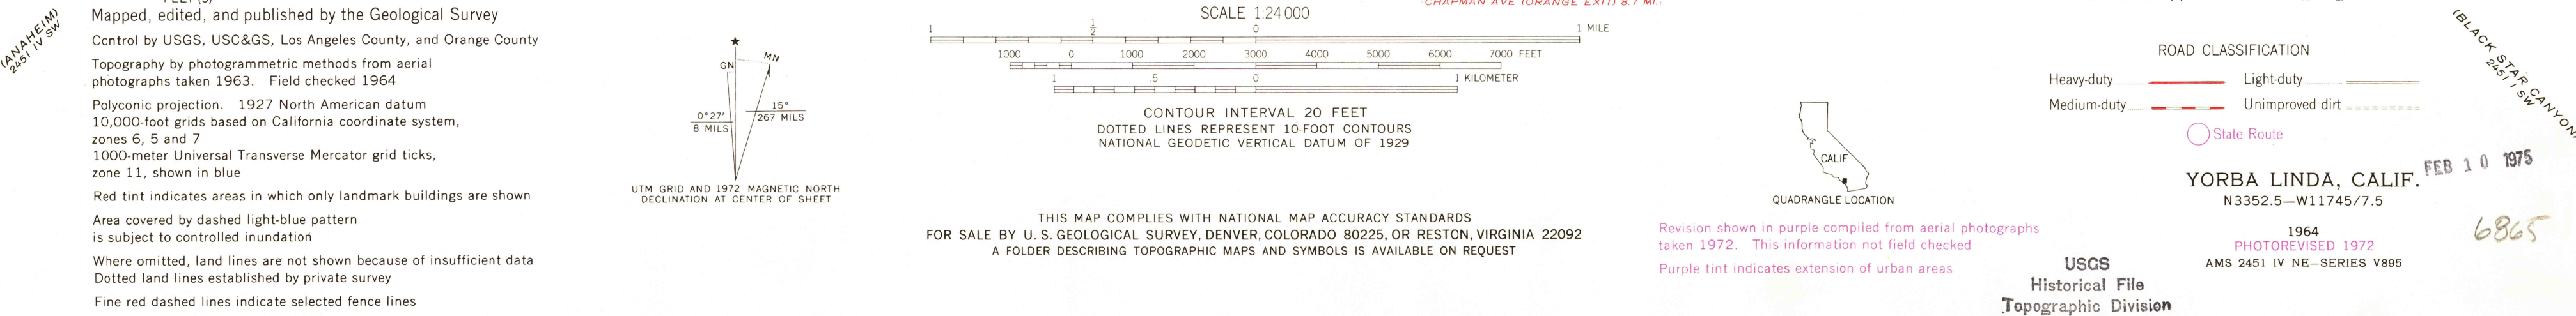 (ANAHEIM)
2451 IV SW
Mapped, edited, and published by the Geological Survey
Control by USGS, USC&GS, Los Angeles County, and Orange County
Topography by photogrammetric methods from aerial
photographs taken 1963. Field checked 1964
Polyconic projection. 1927 North American datum
10,000-foot grids based on California coordinate system,
zones 6, 5 and 7
1000-meter Universal Transverse Mercator grid ticks,
zone 11, shown in blue
Red tint indicates areas in which only landmark buildings are shown
Area covered by dashed light-blue pattern
is subject to controlled inundation
Where omitted, land lines are not shown because of insufficient data
Dotted land lines established by private survey
Fine red dashed lines indicate selected fence lines
★
GN
MN
0°27'
8 MILS
15°
267 MILS
UTM GRID AND 1972 MAGNETIC NORTH
DECLINATION AT CENTER OF SHEET
CHAPMAN AVE (ORANGE EXIT) 8.7 MI.
SCALE 1:24 000
1 ½ 0 1 MILE
1000 0 1000 2000 3000 4000 5000 6000 7000 FEET
1 .5 0 1 KILOMETER
CONTOUR INTERVAL 20 FEET
DOTTED LINES REPRESENT 10-FOOT CONTOURS
NATIONAL GEODETIC VERTICAL DATUM OF 1929
THIS MAP COMPLIES WITH NATIONAL MAP ACCURACY STANDARDS
FOR SALE BY U. S. GEOLOGICAL SURVEY, DENVER, COLORADO 80225, OR RESTON, VIRGINIA 22092
A FOLDER DESCRIBING TOPOGRAPHIC MAPS AND SYMBOLS IS AVAILABLE ON REQUEST
CALIF
QUADRANGLE LOCATION
Revision shown in purple compiled from aerial photographs
taken 1972. This information not field checked
Purple tint indicates extension of urban areas
ROAD CLASSIFICATION
Heavy-duty Light-duty
Medium-duty Unimproved dirt
State Route
(BLACK STAR CANYON)
2451 I SW
YORBA LINDA, CALIF.
FEB 10 1975
N3352.5—W11745/7.5
1964
PHOTOREVISED 1972
AMS 2451 IV NE—SERIES V895
6865
USGS
Historical File
Topographic Division